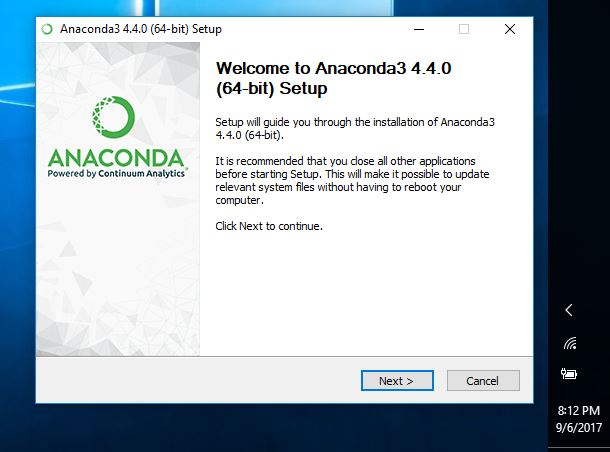 Anaconda3 4.4.0 (64-bit) Setup
Welcome to Anaconda3 4.4.0
(64-bit) Setup
Setup will guide you through the installation of Anaconda3
4.4.0 (64-bit).
It is recommended that you close all other applications
before starting Setup. This will make it possible to update
relevant system files without having to reboot your
computer.
Click Next to continue.
ANACONDA
Powered by Continuum Analytics®
Next >
Cancel
8:12 PM
9/6/2017